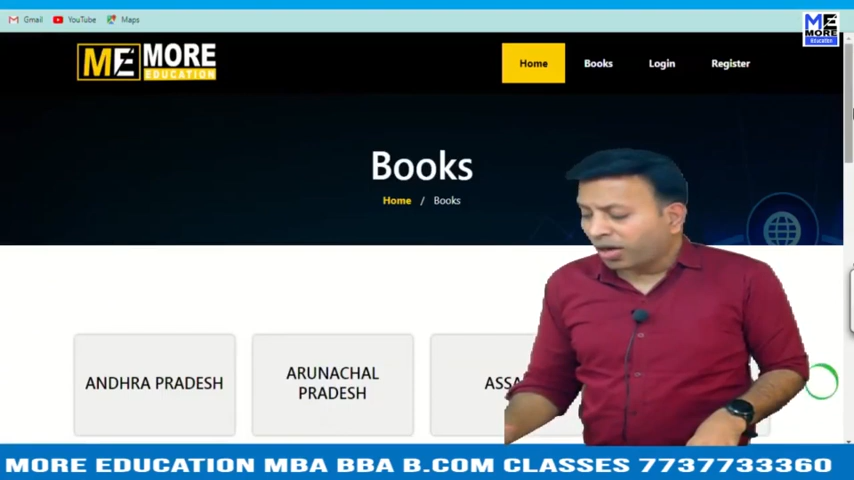 Gmail YouTube Maps
ME
MORE
Education
ME MORE
EDUCATION
Home Books Login Register
Books
Home / Books
ANDHRA PRADESH
ARUNACHAL
PRADESH
ASSA
MORE EDUCATION MBA BBA B.COM CLASSES 7737733360